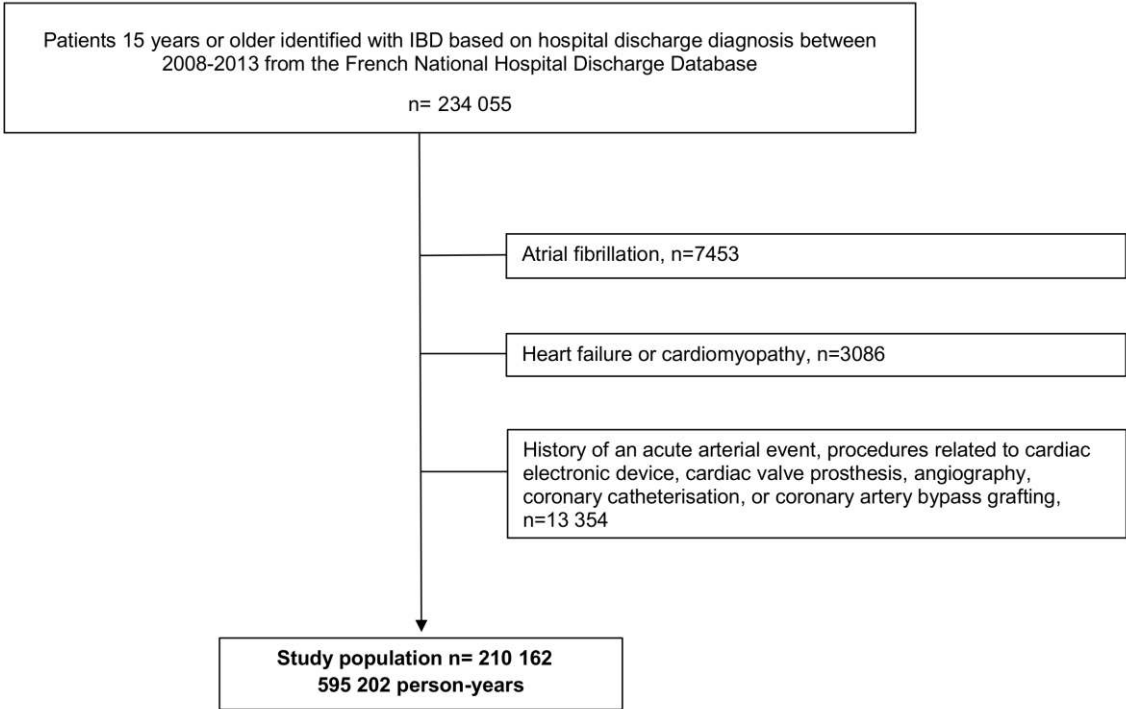 Patients 15 years or older identified with IBD based on hospital discharge diagnosis between
2008-2013 from the French National Hospital Discharge Database
n= 234 055
Atrial fibrillation, n=7453
Heart failure or cardiomyopathy, n=3086
History of an acute arterial event, procedures related to cardiac
electronic device, cardiac valve prosthesis, angiography,
coronary catheterisation, or coronary artery bypass grafting,
n=13 354
Study population n= 210 162
595 202 person-years